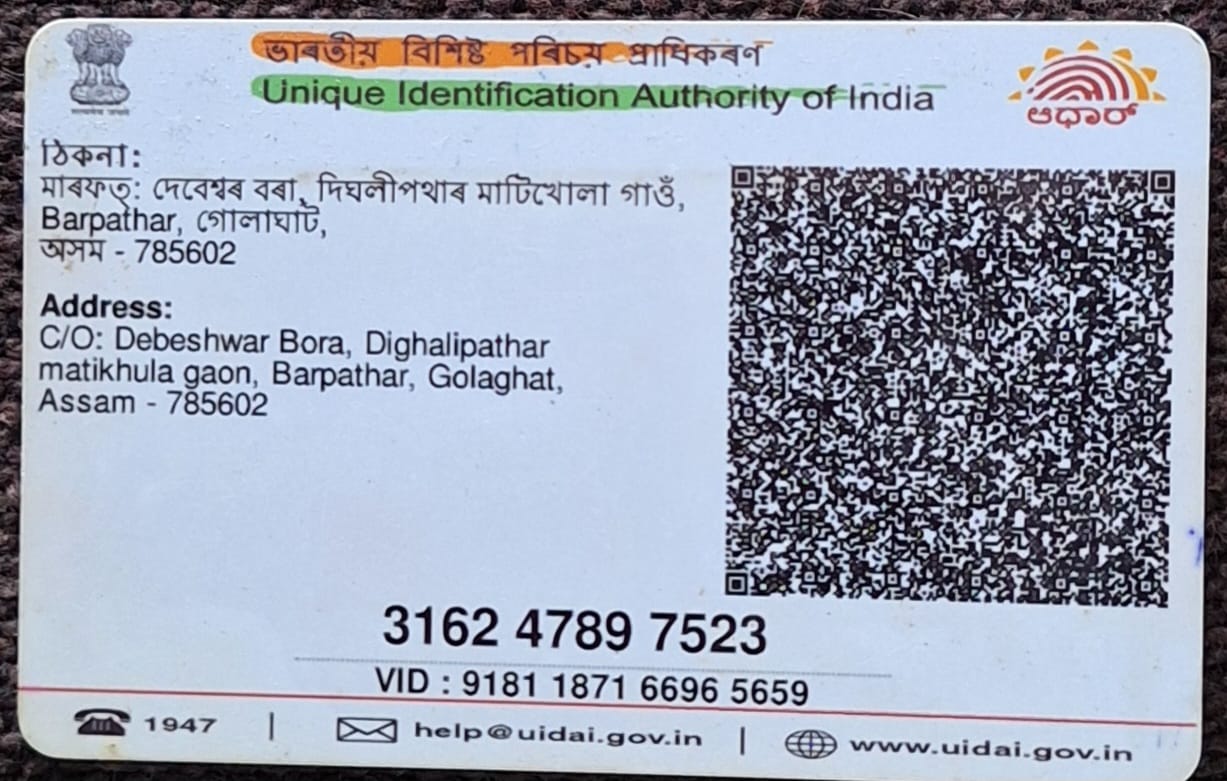 ভাৰতীয় বিশিষ্ট পৰিচয় প্ৰাধিকৰণ
Unique Identification Authority of India
ಆಧಾರ್
ঠিকনা:
মাৰফত: দেবেশ্বৰ বৰা, দিঘলীপথাৰ মাটিখোলা গাওঁ,
Barpathar, গোলাঘাট,
অসম - 785602
Address:
C/O: Debeshwar Bora, Dighalipathar
matikhula gaon, Barpathar, Golaghat,
Assam - 785602
3162 4789 7523
VID : 9181 1871 6696 5659
1947 | help@uidai.gov.in | www.uidai.gov.in